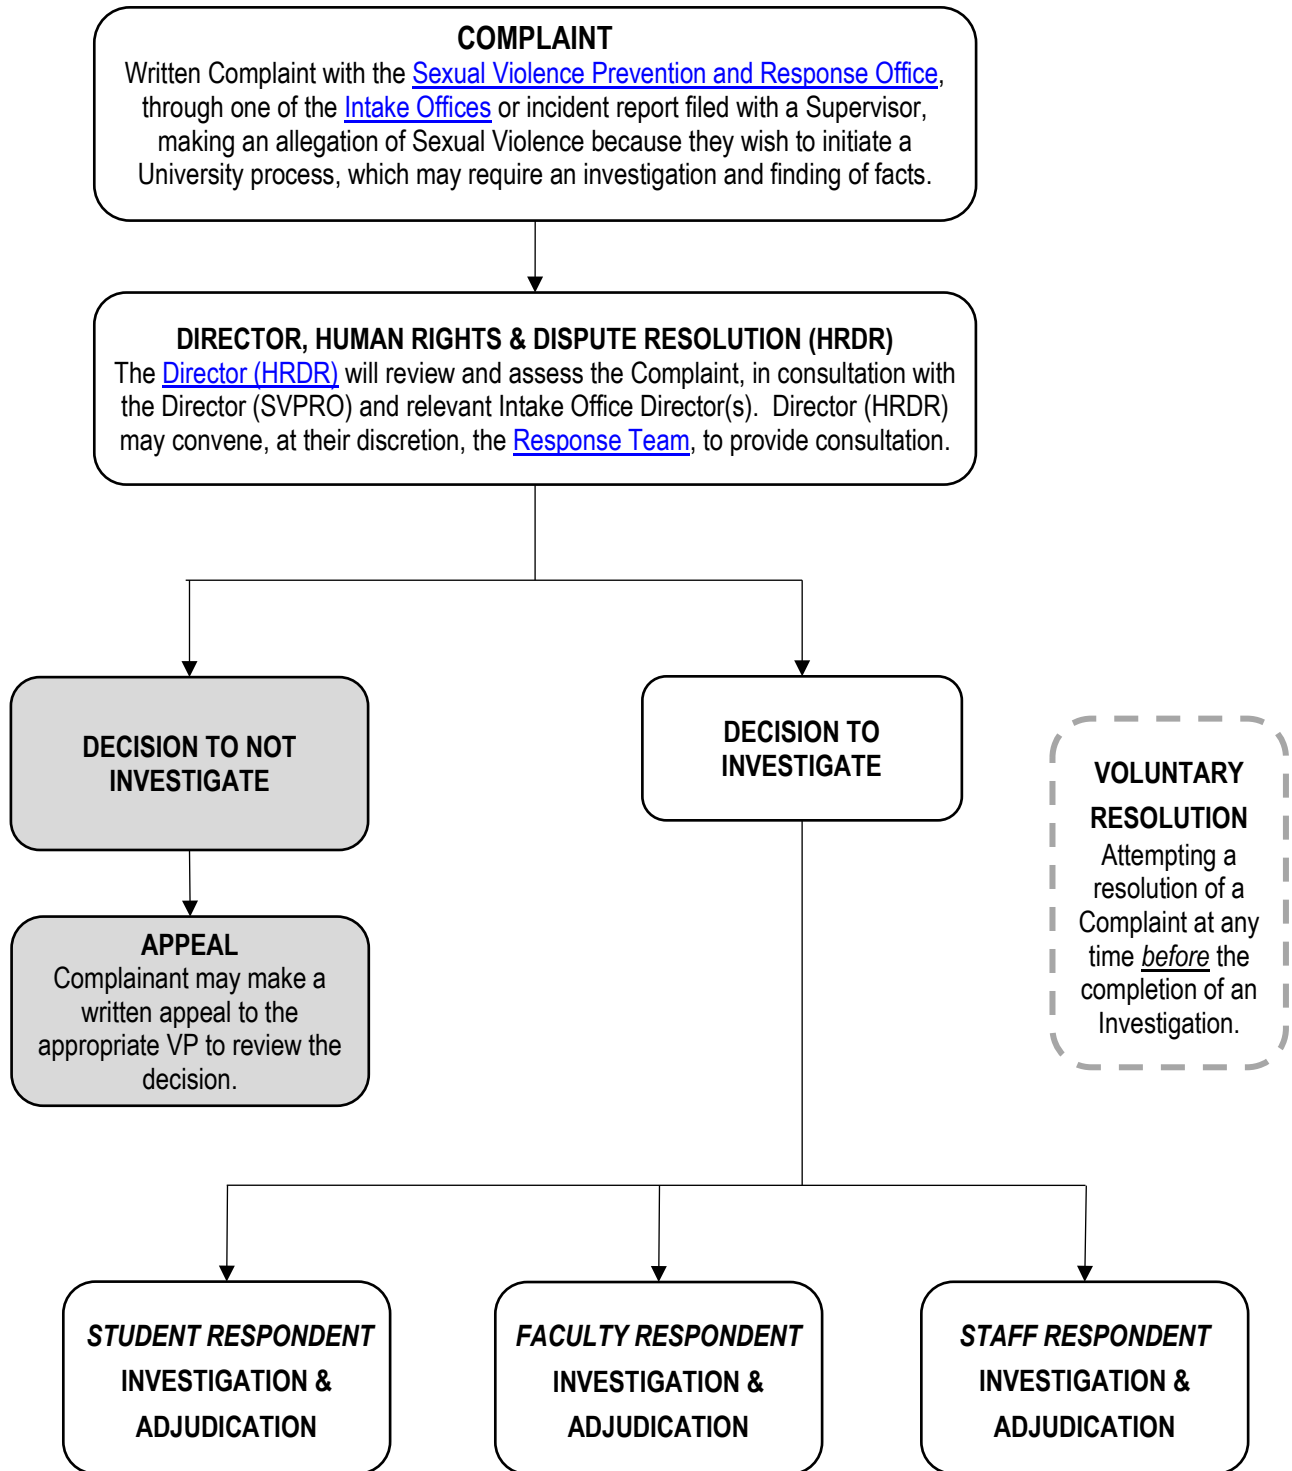 COMPLAINT
Written Complaint with the Sexual Violence Prevention and Response Office,
through one of the Intake Offices or incident report filed with a Supervisor,
making an allegation of Sexual Violence because they wish to initiate a
University process, which may require an investigation and finding of facts.
DIRECTOR, HUMAN RIGHTS & DISPUTE RESOLUTION (HRDR)
The Director (HRDR) will review and assess the Complaint, in consultation with
the Director (SVPRO) and relevant Intake Office Director(s).  Director (HRDR)
may convene, at their discretion, the Response Team, to provide consultation.
DECISION TO NOT
INVESTIGATE
DECISION TO
INVESTIGATE
VOLUNTARY
RESOLUTION
Attempting a
resolution of a
Complaint at any
time before the
completion of an
Investigation.
APPEAL
Complainant may make a
written appeal to the
appropriate VP to review the
decision.
STUDENT RESPONDENT
INVESTIGATION &
ADJUDICATION
FACULTY RESPONDENT
INVESTIGATION &
ADJUDICATION
STAFF RESPONDENT
INVESTIGATION &
ADJUDICATION